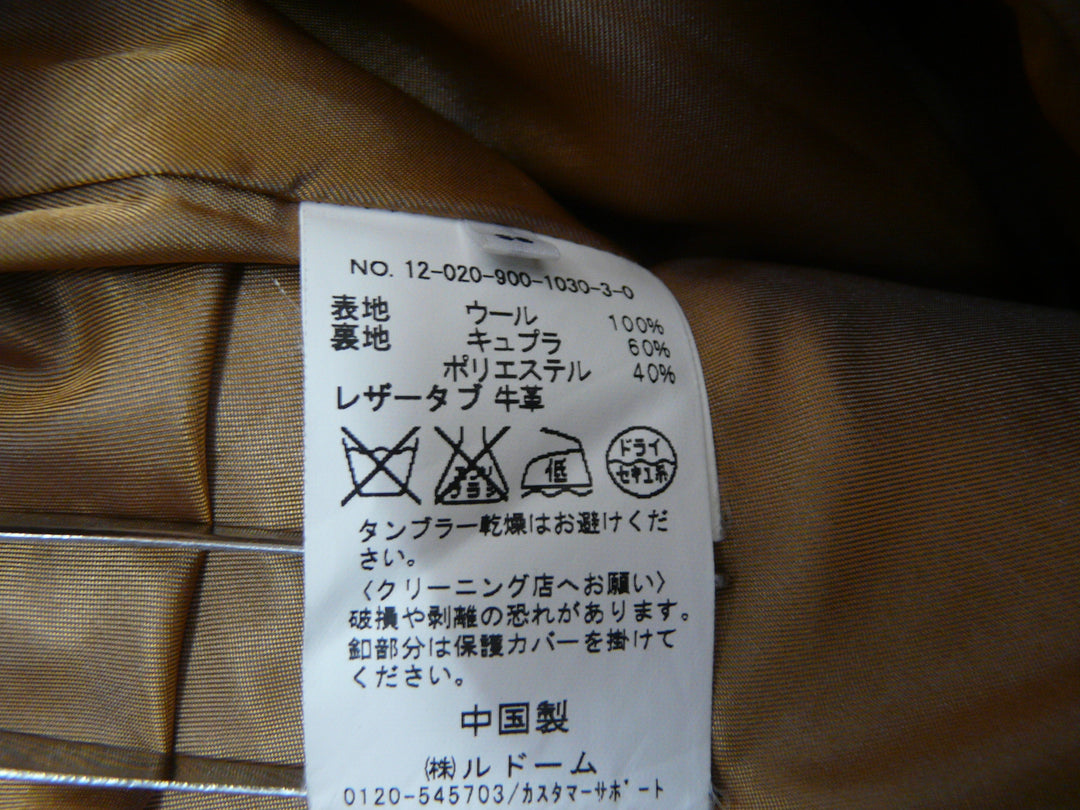 NO. 12-020-900-1030-3-0
表地 ウール 100%
裏地 キュプラ 60%
ポリエステル 40%
レザータブ 牛革
エンソ
ブラシ
低
ドライ
セキユ系
タンブラー乾燥はお避けくだ
さい。
〈クリーニング店へお願い〉
破損や剥離の恐れがあります。
釦部分は保護カバーを掛けて
ください。
中国製
(株)ルドーム
0120-545703/カスタマーサポート